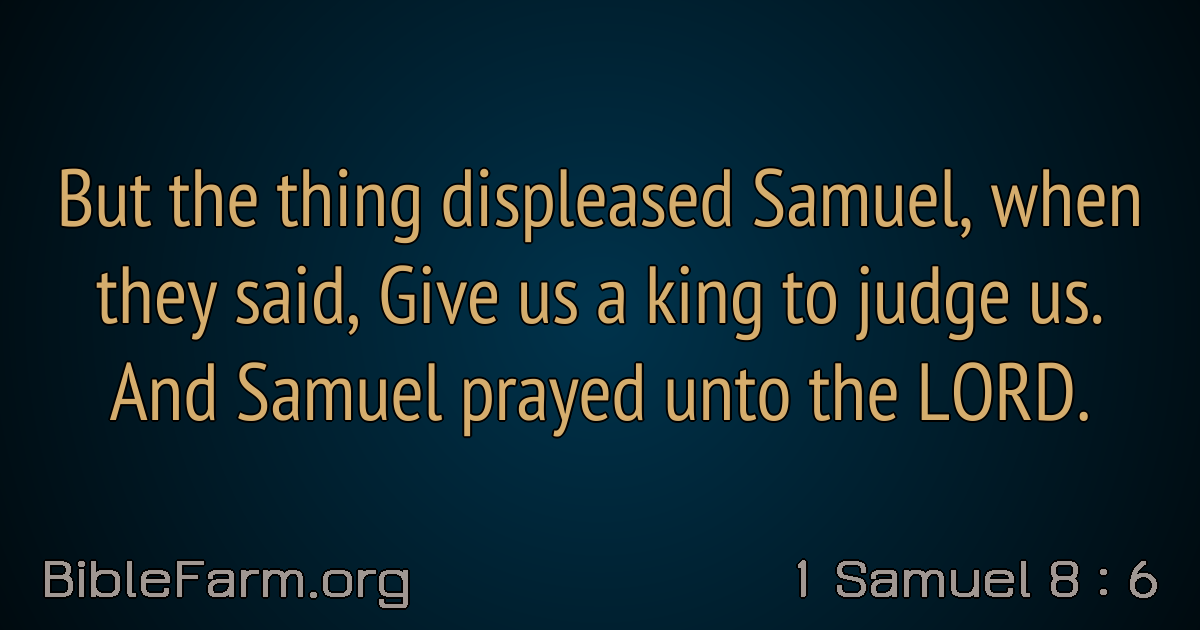 But the thing displeased Samuel, when
they said, Give us a king to judge us.
And Samuel prayed unto the LORD.
BibleFarm.org
1 Samuel 8 : 6